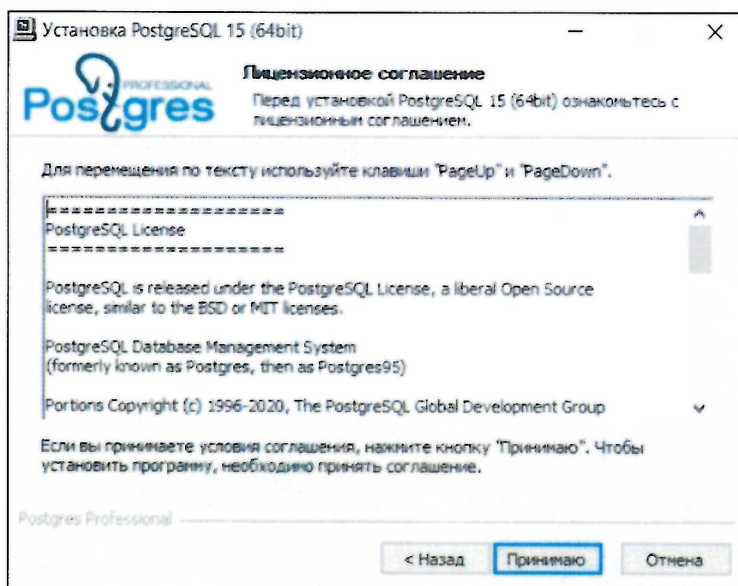 Установка PostgreSQL 15 (64bit)
PROFESSIONAL
Postgres
Лицензионное соглашение
Перед установкой PostgreSQL 15 (64bit) ознакомьтесь с
лицензионным соглашением.
Для перемещения по тексту используйте клавиши "PageUp" и "PageDown".
=====================
PostgreSQL License
=====================
PostgreSQL is released under the PostgreSQL License, a liberal Open Source
license, similar to the BSD or MIT licenses.
PostgreSQL Database Management System
(formerly known as Postgres, then as Postgres95)
Portions Copyright (c) 1996-2020, The PostgreSQL Global Development Group
Если вы принимаете условия соглашения, нажмите кнопку "Принимаю". Чтобы
установить программу, необходимо принять соглашение.
Postgres Professional
< Назад Принимаю Отмена